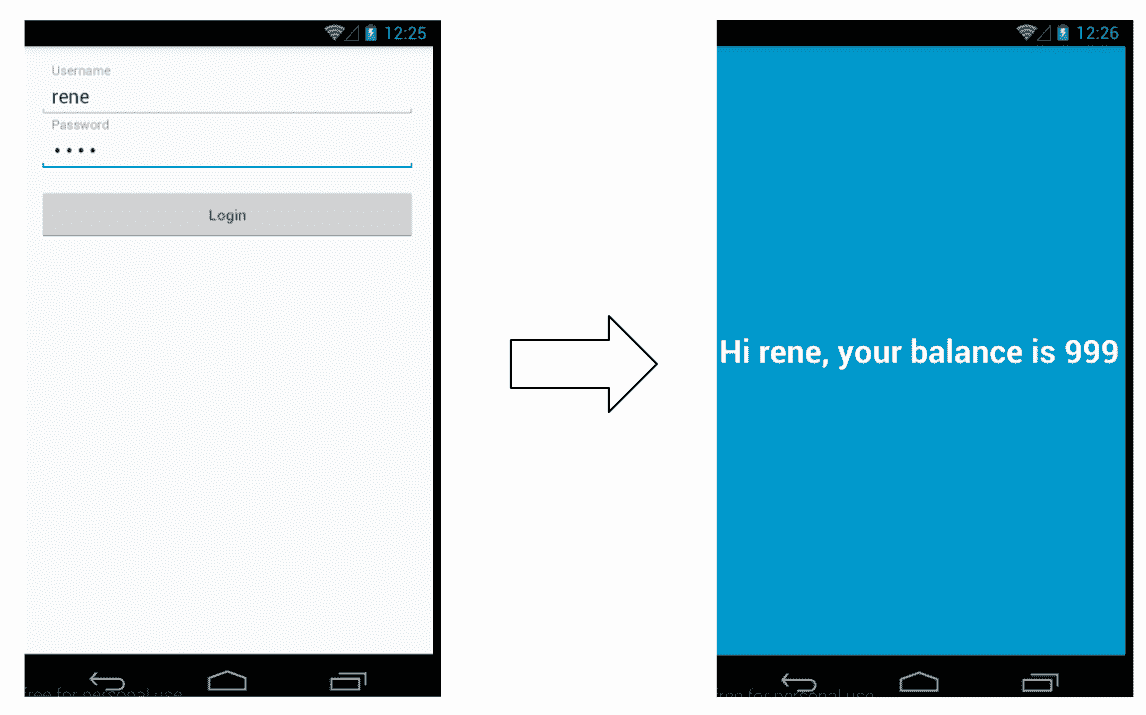 12:25
Username
rene
Password
••••
Login
free for personal use
12:26
Hi rene, your balance is 999
free for personal use